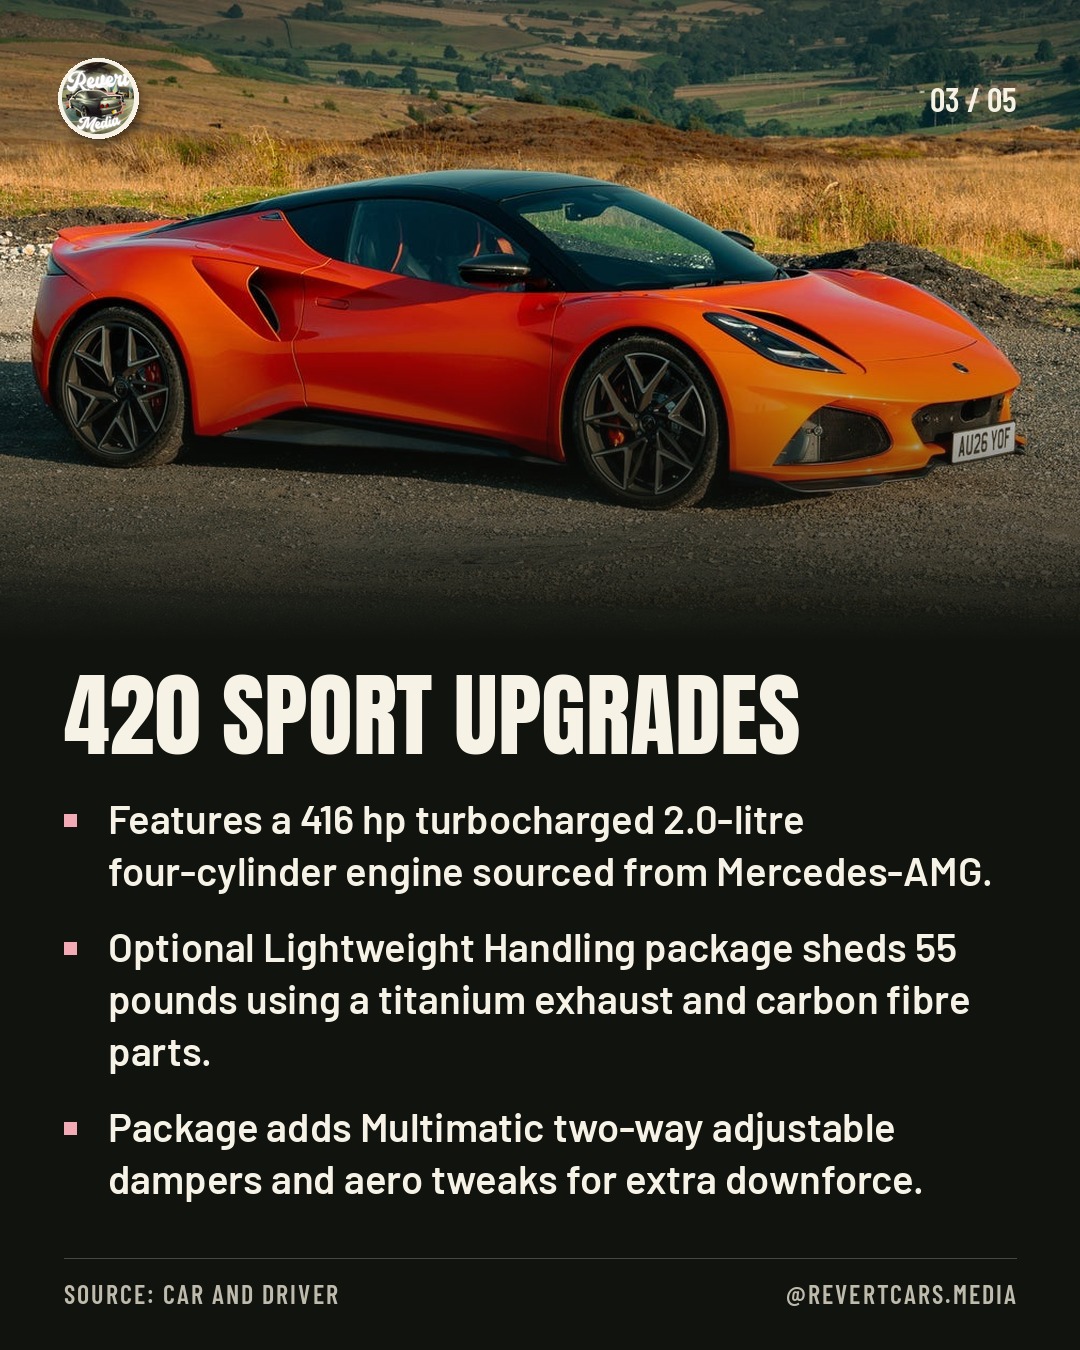 Revert
Media
03 / 05
AU26 YOF
420 SPORT UPGRADES
Features a 416 hp turbocharged 2.0-litre
four-cylinder engine sourced from Mercedes-AMG.
Optional Lightweight Handling package sheds 55
pounds using a titanium exhaust and carbon fibre
parts.
Package adds Multimatic two-way adjustable
dampers and aero tweaks for extra downforce.
SOURCE: CAR AND DRIVER
@REVERTCARS.MEDIA